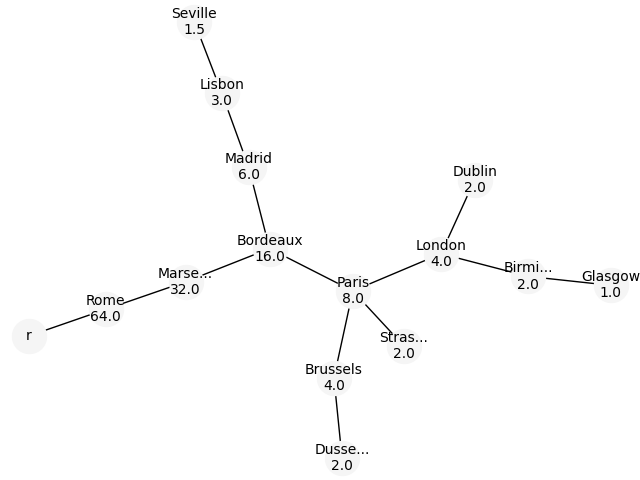 Seville
1.5
Lisbon
3.0
Madrid
6.0
Dublin
2.0
Bordeaux
16.0
London
4.0
Birmi...
2.0
Glasgow
1.0
Marse...
32.0
Paris
8.0
Rome
64.0
r
Stras...
2.0
Brussels
4.0
Dusse...
2.0